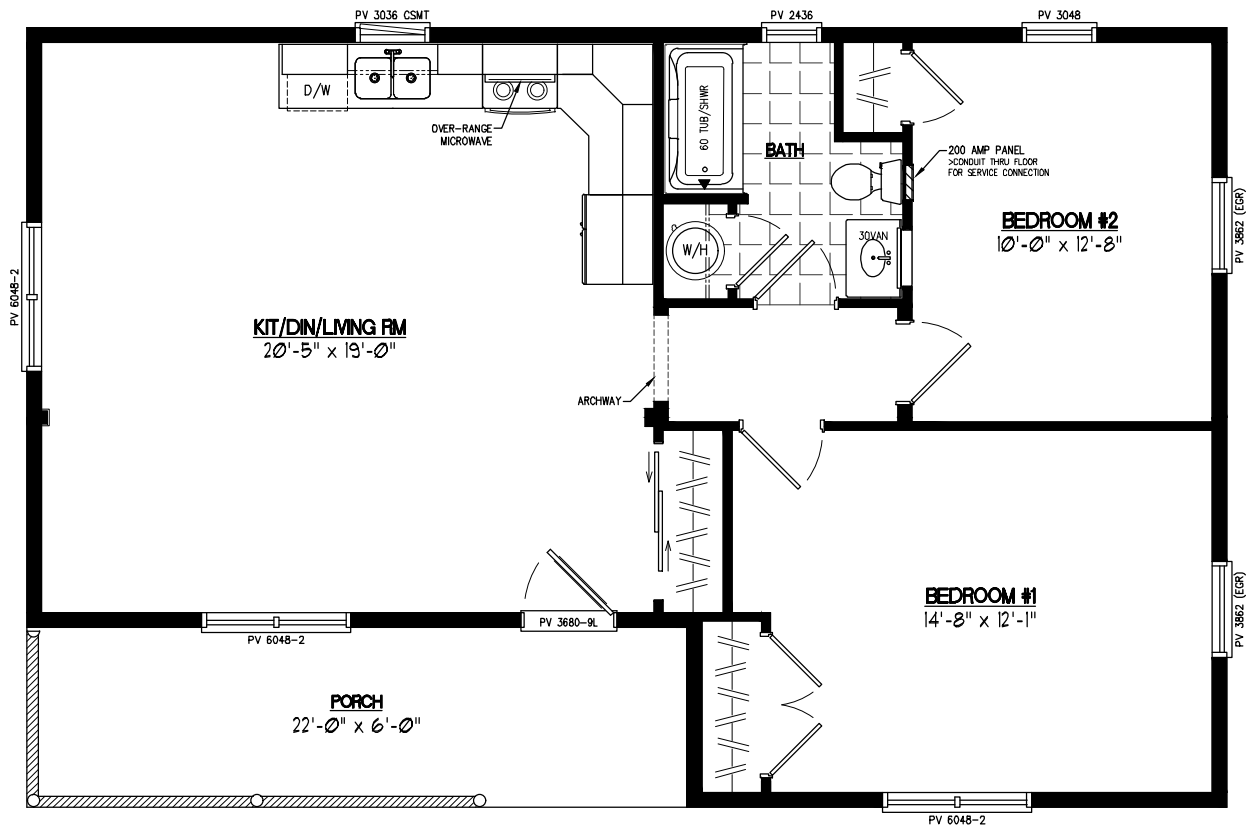 PV 3036 CSMT
PV 2436
PV 3048
D/W
OVER-RANGE
MICROWAVE
60 TUB/SHWR
BATH
200 AMP PANEL
>CONDUIT THRU FLOOR
FOR SERVICE CONNECTION
BEDROOM #2
10'-0" x 12'-8"
PV 3862 (EGR)
30VAN
W/H
PV 6048-2
KIT/DIN/LIVING RM
20'-5" x 19'-0"
ARCHWAY
BEDROOM #1
14'-8" x 12'-1"
PV 3862 (EGR)
PV 3680-9L
PV 6048-2
PORCH
22'-0" x 6'-0"
PV 6048-2